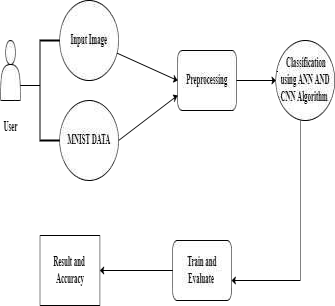 Input Image
Preprocessing
Classification
using ANN AND
CNN Algorithm
User
MNIST DATA
Result and
Accuracy
Train and
Evaluate